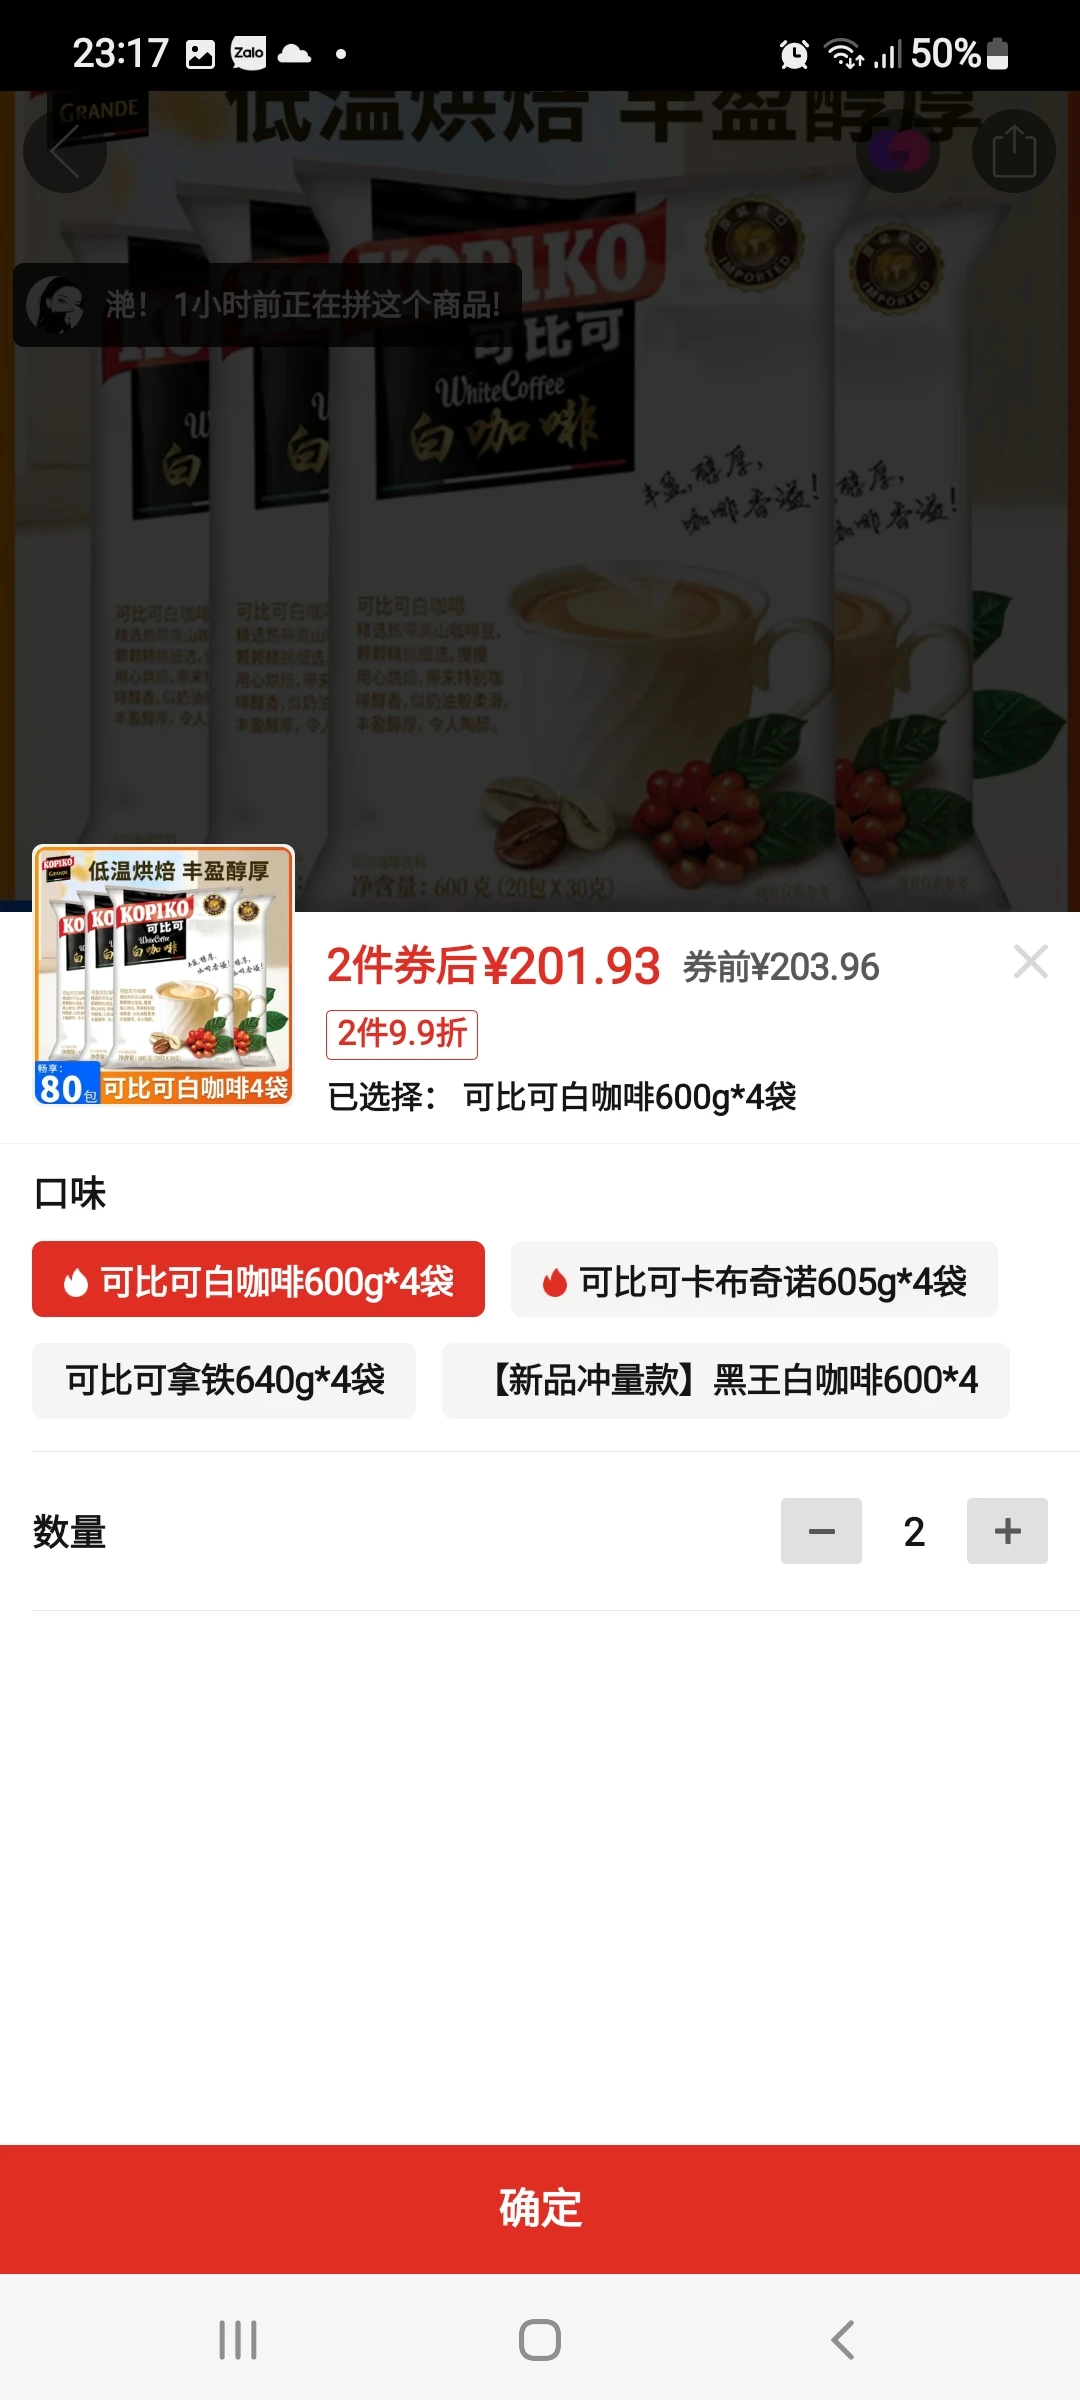 23:17 Zalo 50%
GRANDE 低温烘焙 丰盈醇厚
KOPIKO
IMPORTED
IMPORTED
滟！ 1小时前正在拼这个商品!
可比可
WhiteCoffee
白咖啡
丰盈,醇厚,
咖啡香溢!
醇厚,
咖啡香溢!
可比可白咖啡
精选热带高山咖啡豆,
颗颗精挑细选,慢慢
用心烘焙,带来特别咖
啡醇香,似奶油般柔滑,
丰盈醇厚,令人陶醉。
净含量: 600克(20包X30克)
KOPIKO
GRANDE
低温烘焙 丰盈醇厚
KOPIKO
可比可
WhiteCoffee
白咖啡
畅享:
80包
可比可白咖啡4袋
2件券后¥201.93 券前¥203.96
2件9.9折
已选择： 可比可白咖啡600g*4袋
口味
可比可白咖啡600g*4袋 可比可卡布奇诺605g*4袋
可比可拿铁640g*4袋 【新品冲量款】黑王白咖啡600*4
数量 2
确定